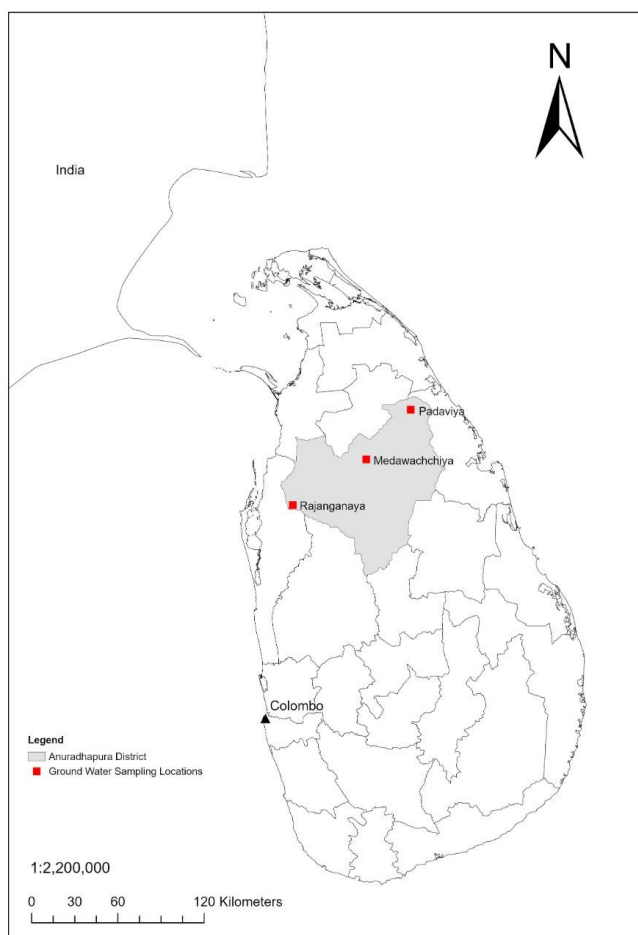 N
India
Padaviya
Medawachchiya
Rajanganaya
Colombo
Legend
Anuradhapura District
Ground Water Sampling Locations
1:2,200,000
0 30 60 120 Kilometers